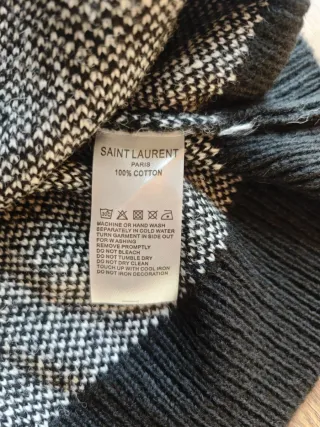 SAINT LAURENT
PARIS
100% COTTON
MACHINE OR HAND WASH
SEPARATELY IN COLD WATER
TURN GARMENT IN SIDES OUT
FOR WASHING
REMOVE PROMPTLY
DO NOT BLEACH
DO NOT TUMBLE DRY
DO NOT DRY CLEAN
TOUCH UP WITH COOL IRON
DO NOT IRON DECORATION